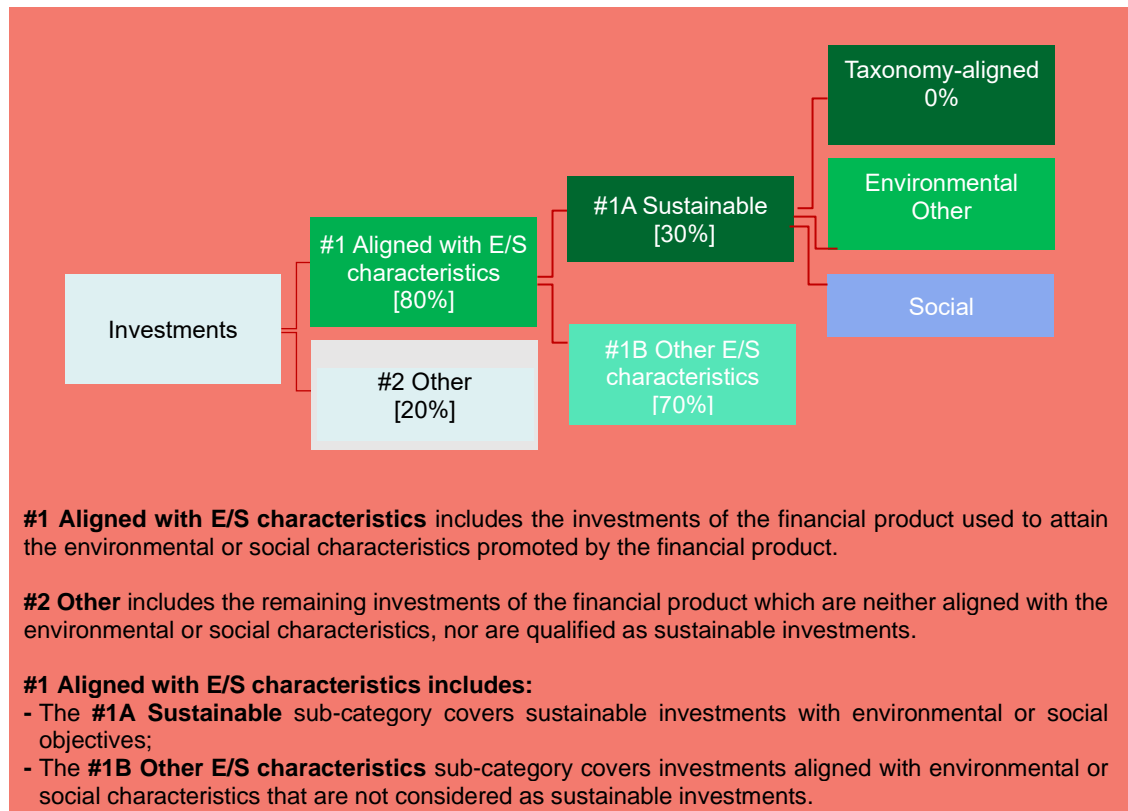 Taxonomy-aligned
0%
Environmental
Other
#1A Sustainable
[30%]
#1 Aligned with E/S
characteristics
[80%]
Social
Investments
#1B Other E/S
characteristics
[70%]
#2 Other
[20%]
#1 Aligned with E/S characteristics includes the investments of the financial product used to attain
the environmental or social characteristics promoted by the financial product.
#2 Other includes the remaining investments of the financial product which are neither aligned with the
environmental or social characteristics, nor are qualified as sustainable investments.
#1 Aligned with E/S characteristics includes:
- The #1A Sustainable sub-category covers sustainable investments with environmental or social
objectives;
- The #1B Other E/S characteristics sub-category covers investments aligned with environmental or
social characteristics that are not considered as sustainable investments.